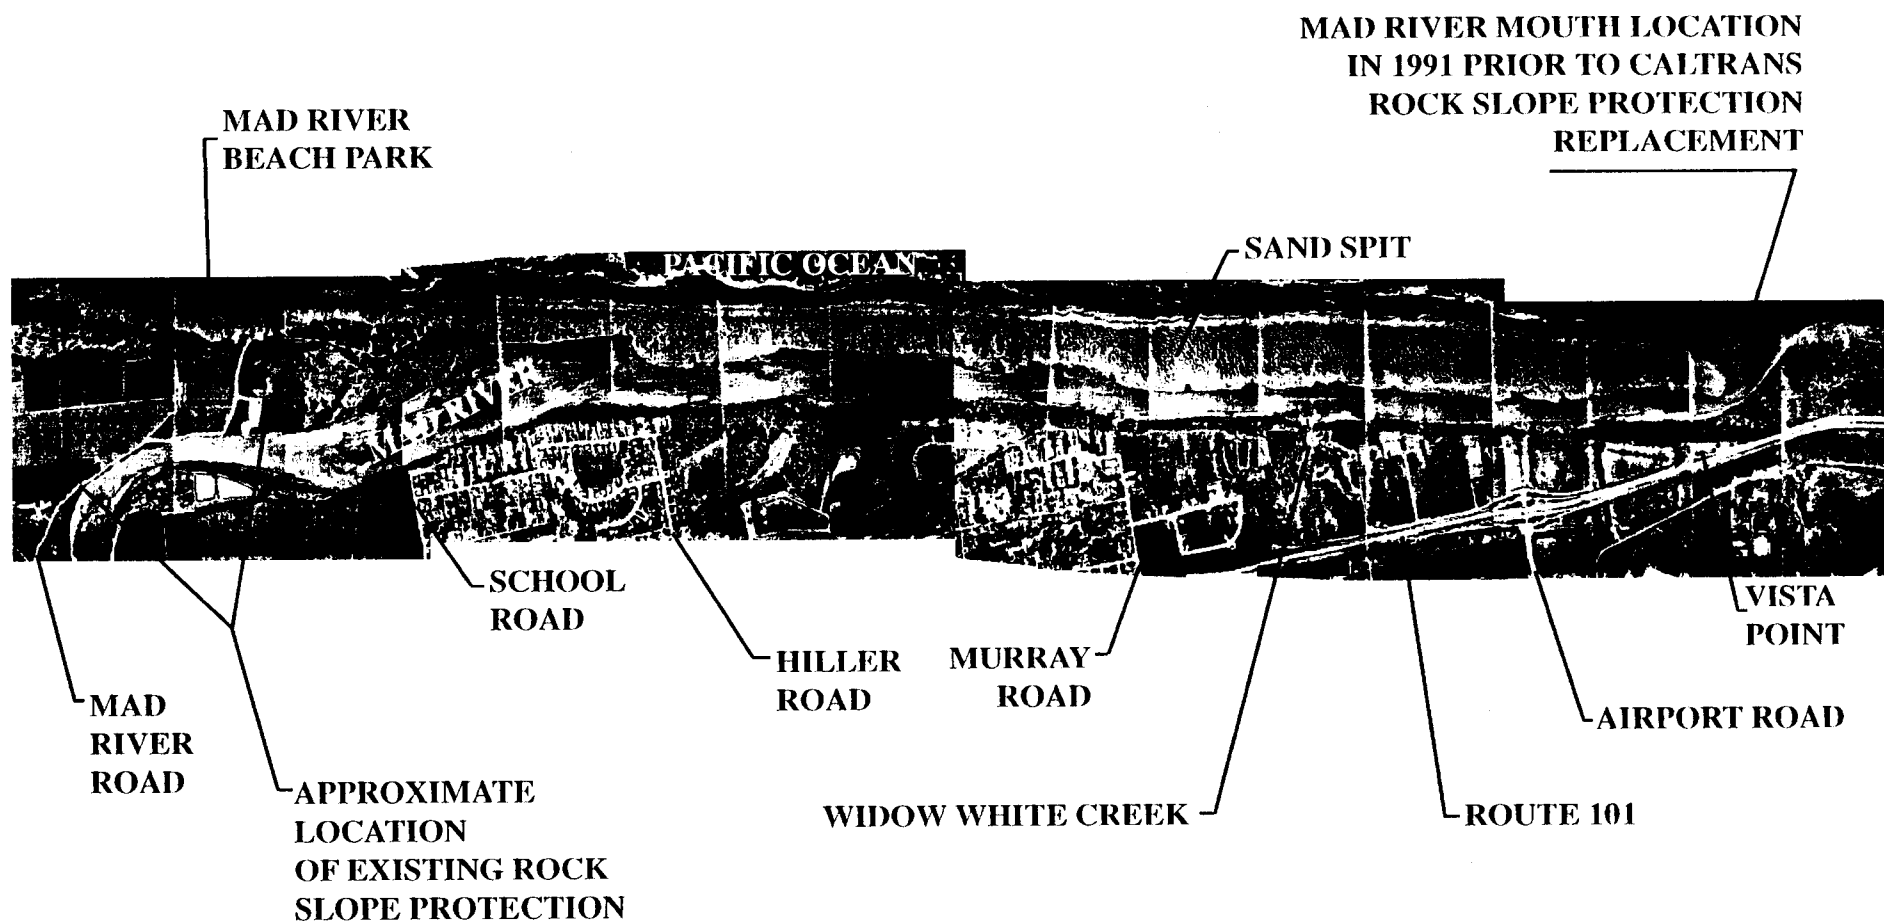 MAD RIVER MOUTH LOCATION
IN 1991 PRIOR TO CALTRANS
ROCK SLOPE PROTECTION
REPLACEMENT
MAD RIVER
BEACH PARK
SAND SPIT
PACIFIC OCEAN
MAD RIVER
SCHOOL
ROAD
VISTA
POINT
HILLER
ROAD
MURRAY
ROAD
MAD
RIVER
ROAD
AIRPORT ROAD
APPROXIMATE
LOCATION
OF EXISTING ROCK
SLOPE PROTECTION
WIDOW WHITE CREEK
ROUTE 101